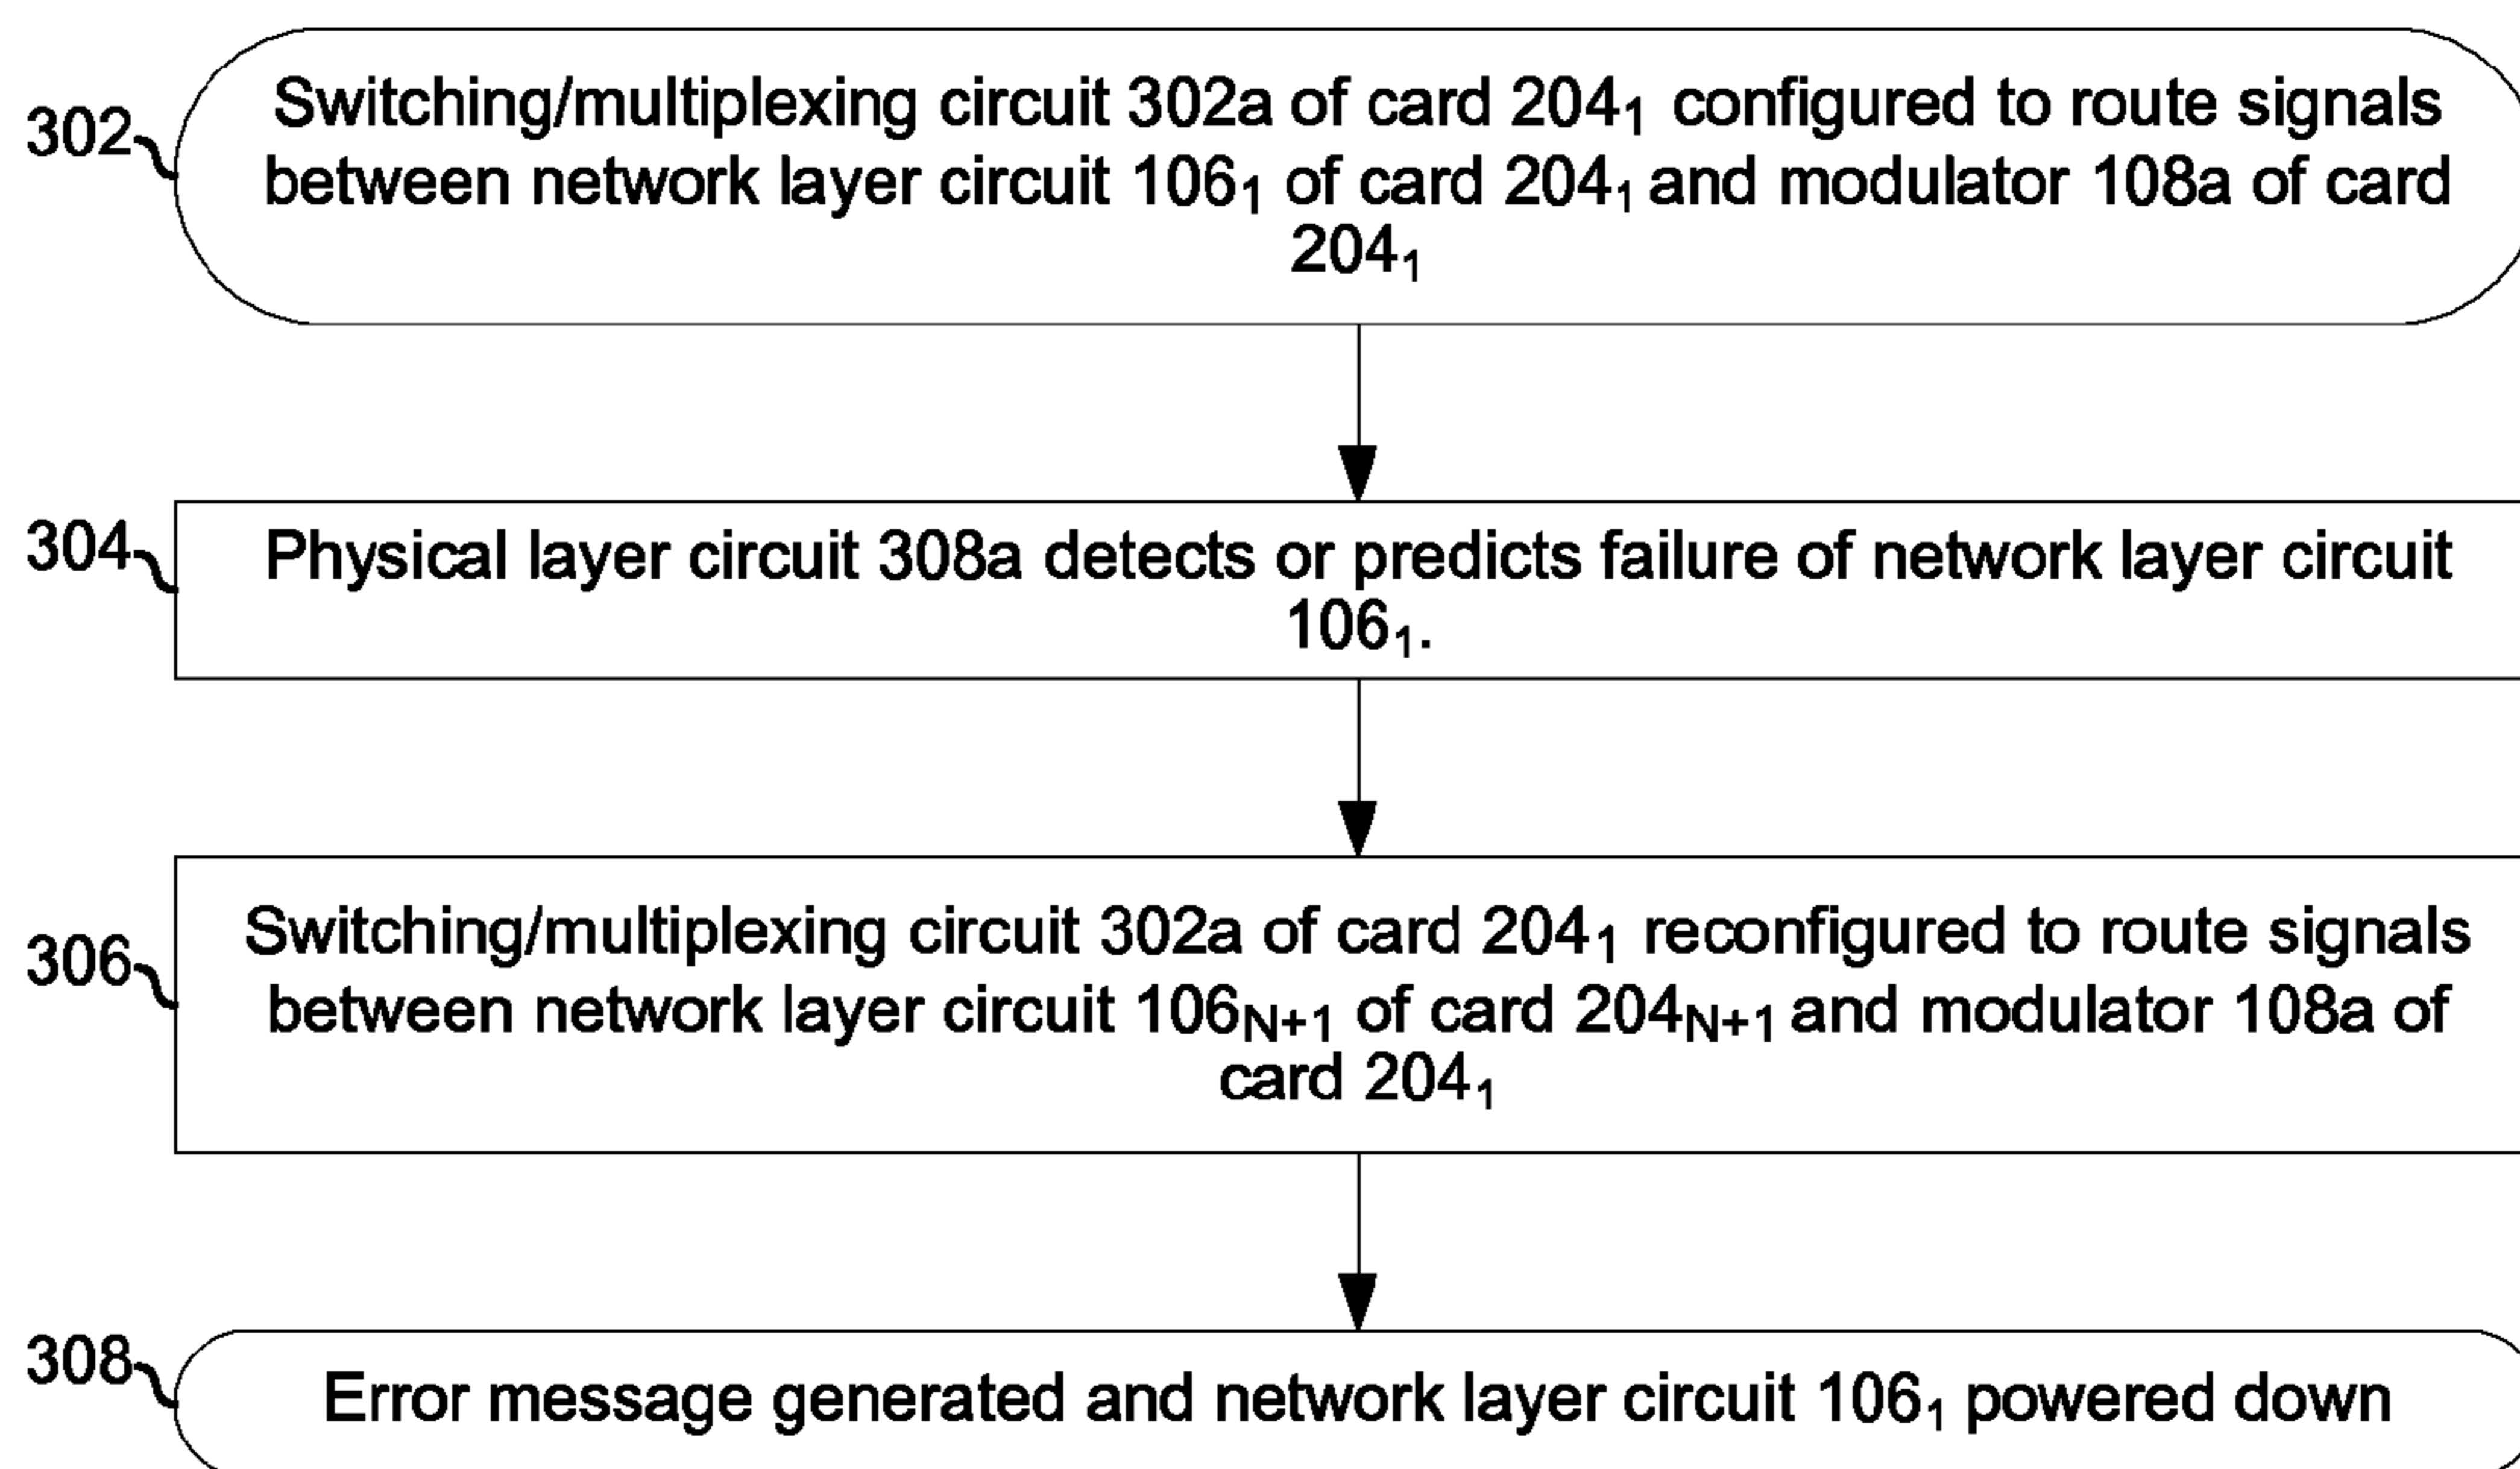 302
Switching/multiplexing circuit 302a of card 204₁ configured to route signals
between network layer circuit 106₁ of card 204₁ and modulator 108a of card
204₁
304
Physical layer circuit 308a detects or predicts failure of network layer circuit
106₁.
306
Switching/multiplexing circuit 302a of card 204₁ reconfigured to route signals
between network layer circuit 106N+1 of card 204N+1 and modulator 108a of
card 204₁
308
Error message generated and network layer circuit 106₁ powered down